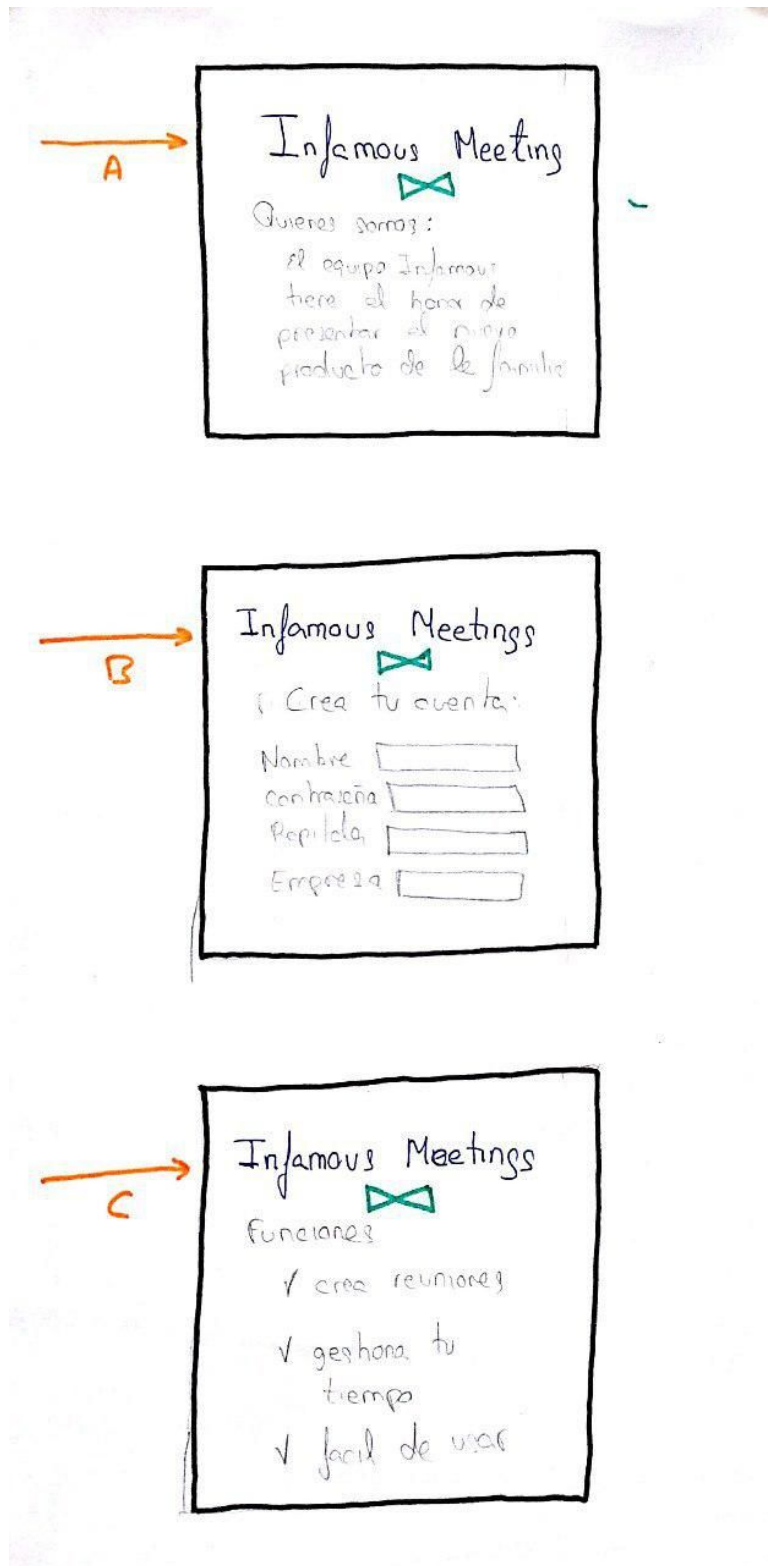 A
Infamous Meeting
Quienes somos:
el equipo Infamous
tiene el honor de
presentar el nuevo
producto de la familia
B
Infamous Meetings
Crea tu cuenta:
Nombre
contraseña
Repitela
Empresa
C
Infamous Meetings
Funciones
✓ crea reuniones
✓ gestiona tu
tiempo
✓ facil de usar